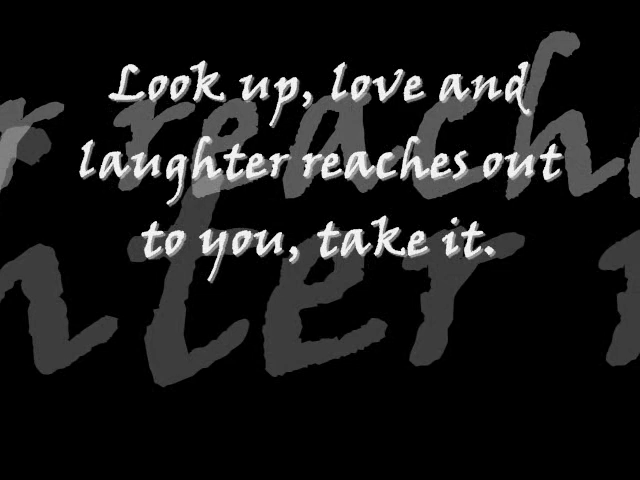 Look up, love and
laughter reaches out
to you, take it.